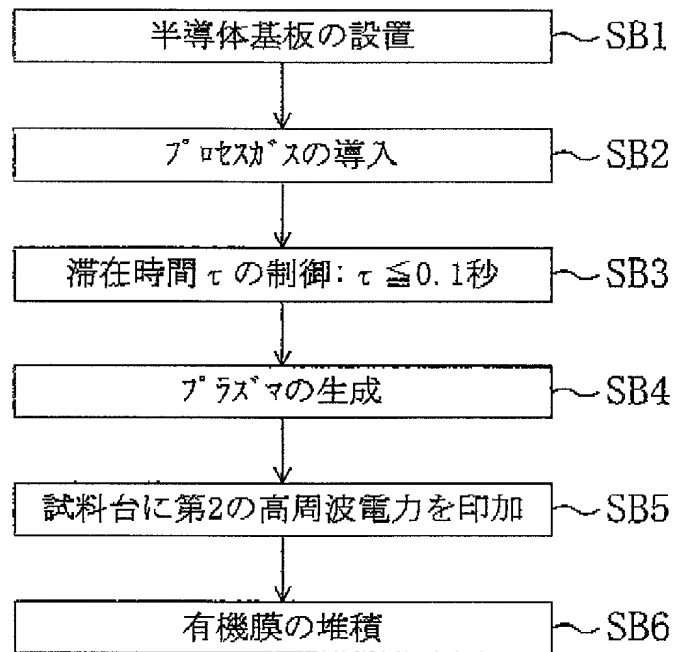 半導体基板の設置 SB1
ﾌﾟﾛｾｽｶﾞｽの導入 SB2
滞在時間τの制御:τ≦0.1秒 SB3
ﾌﾟﾗｽﾞﾏの生成 SB4
試料台に第2の高周波電力を印加 SB5
有機膜の堆積 SB6